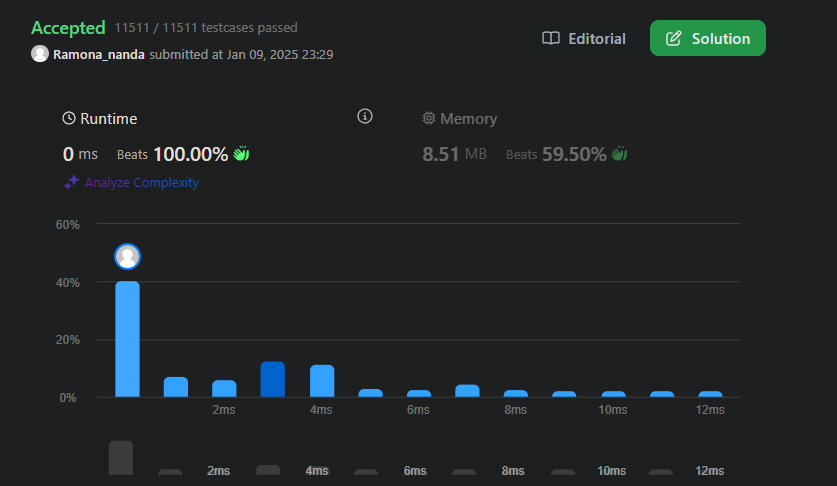 Accepted 11511 / 11511 testcases passed
Editorial
Solution
Ramona_nanda submitted at Jan 09, 2025 23:29
Runtime
Memory
0 ms Beats 100.00%
8.51 MB Beats 59.50%
Analyze Complexity
60%
40%
20%
0%
2ms 4ms 6ms 8ms 10ms 12ms
2ms 4ms 6ms 8ms 10ms 12ms